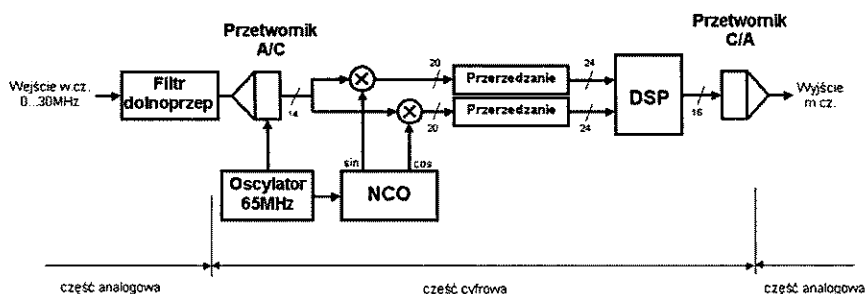 Przetwornik
A/C
Przetwornik
C/A
Wejście w.cz.
0...30MHz
Filtr
dolnoprzep
14
20
Przerzedzanie
24
20
Przerzedzanie
24
DSP
16
Wyjście
m cz.
sin
cos
Oscylator
65MHz
NCO
część analogowa
część cyfrowa
część analogowa